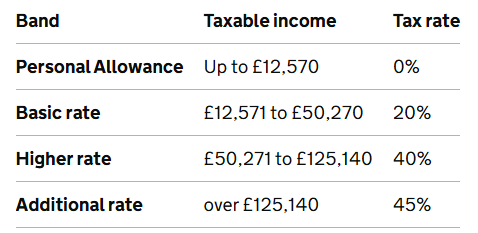 Band Taxable income Tax rate
Personal Allowance Up to £12,570 0%
Basic rate £12,571 to £50,270 20%
Higher rate £50,271 to £125,140 40%
Additional rate over £125,140 45%